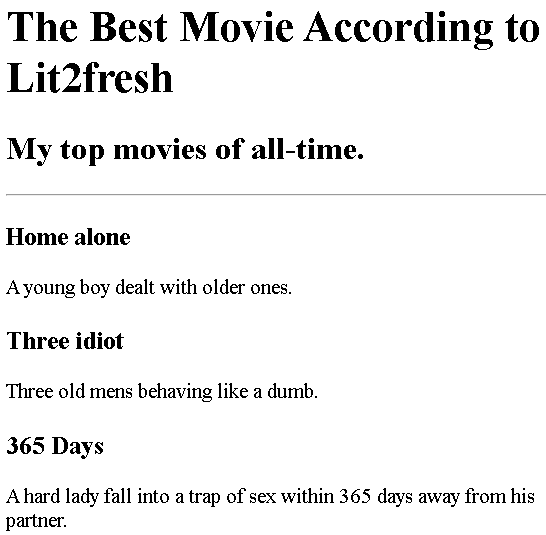 The Best Movie According to
Lit2fresh
My top movies of all-time.
Home alone
A young boy dealt with older ones.
Three idiot
Three old mens behaving like a dumb.
365 Days
A hard lady fall into a trap of sex within 365 days away from his
partner.